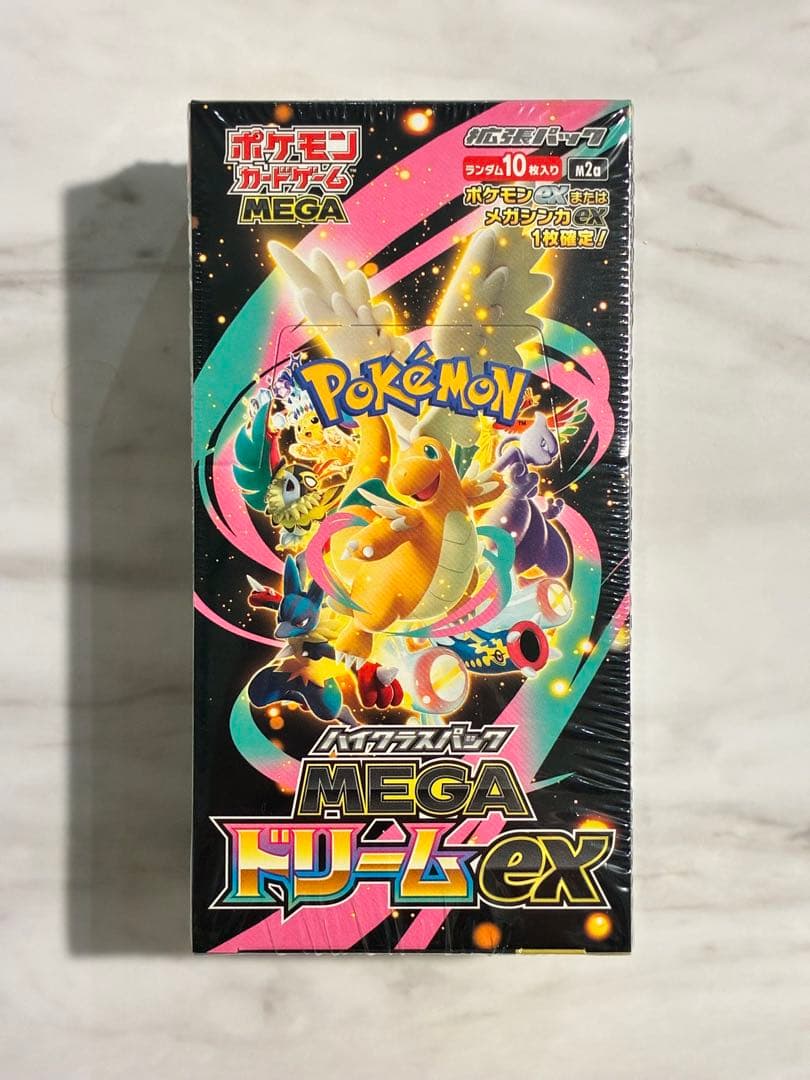 ポケモン
カードゲーム
MEGA
拡張パック
ランダム10枚入り
m2a
ポケモンexまたは
メガシンカex
1枚確定!
POKéMON
TM
ハイクラスパック
MEGA
ドリームex